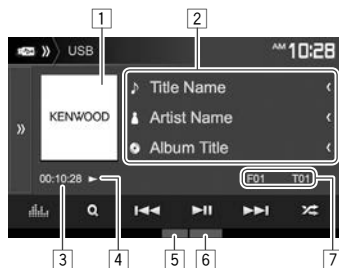 1 2
USB AM 10:28
Title Name
KENWOOD
Artist Name
Album Title
00:10:28 F01 T01
3 4 5 6 7